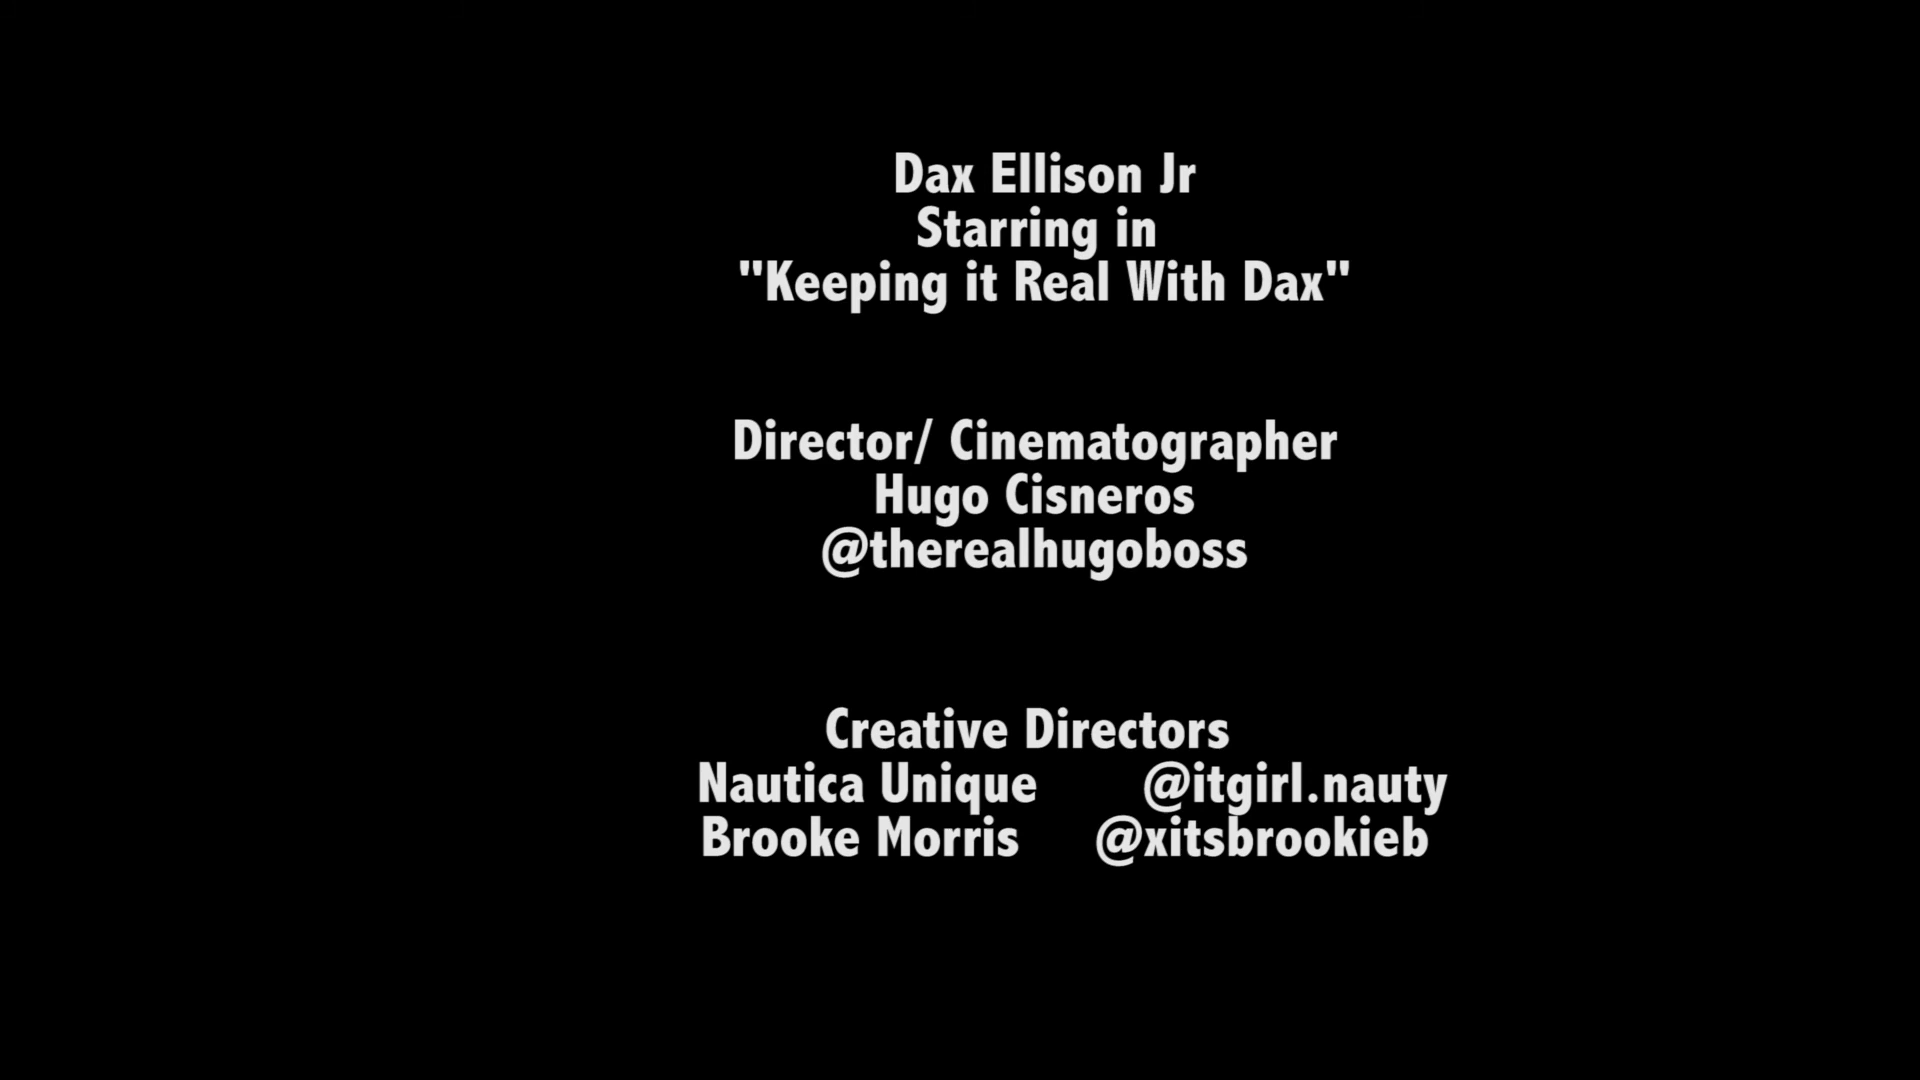 Dax Ellison Jr
Starring in
"Keeping it Real With Dax"
Director/ Cinematographer
Hugo Cisneros
@therealhugoboss
Creative Directors
Nautica Unique @itgirl.nauty
Brooke Morris @xitsbrookieb